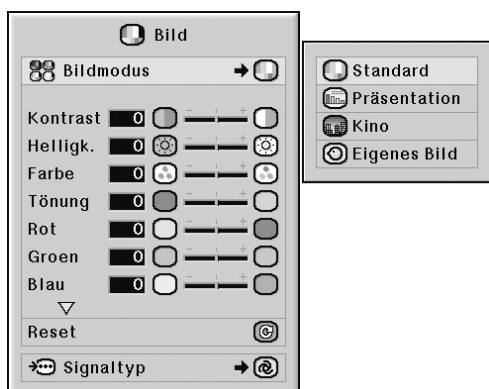 Bild
Bildmodus
Kontrast 0
Helligk. 0
Farbe 0
Tönung 0
Rot 0
Groen 0
Blau 0
Reset
Signaltyp
Standard
Präsentation
Kino
Eigenes Bild